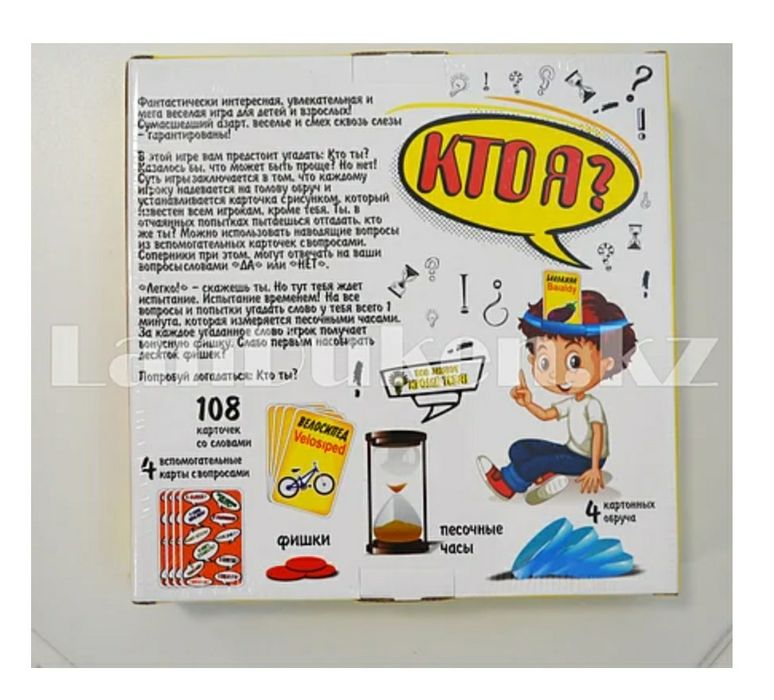 Фантастически интересная, увлекательная и
мега веселая игра для детей и взрослых!
Сумасшедший азарт, веселье и смех сквозь слезы
– гарантированы!
В этой игре вам предстоит угадать: Кто ты?
Казалось бы, что может быть проще? Но нет!
Суть игры заключается в том, что каждому
игроку надевается на голову обруч и
устанавливается карточка с рисунком, который
известен всем игрокам, кроме тебя. Ты, в
отчаянных попытках пытаешься отгадать, кто
же ты? Можно использовать наводящие вопросы
из вспомогательных карточек с вопросами.
Соперники при этом, могут отвечать на ваши
вопросы словами «ДА» или «НЕТ».
«Легко!» – скажешь ты. Но тут тебя ждет
испытание. Испытание временем! На все
вопросы и попытки угадать слово у тебя всего 1
минута, которая измеряется песочными часами.
За каждое угаданное слово игрок получает
бонусную фишку. Слабо первым насобирать
десяток фишек?
Попробуй догадаться: Кто ты?
КТО Я?
Баклажан
Baialdy
КРОМЕ ТЕБЯ!
108
карточек
со словами
4 вспомогательные
карты с вопросами
ВЕЛОСИПЕД
Velosiped
фишки
песочные
часы
4 картонных
обруча